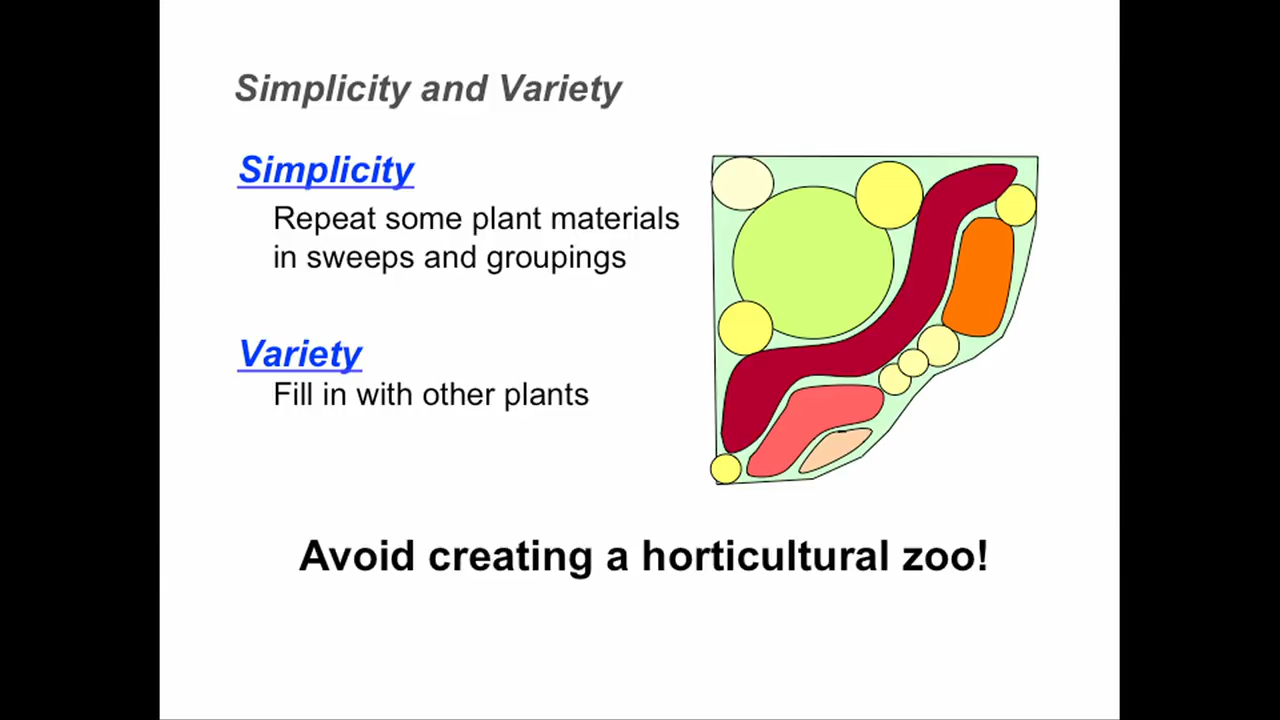 Simplicity and Variety
Simplicity
Repeat some plant materials
in sweeps and groupings
Variety
Fill in with other plants
Avoid creating a horticultural zoo!